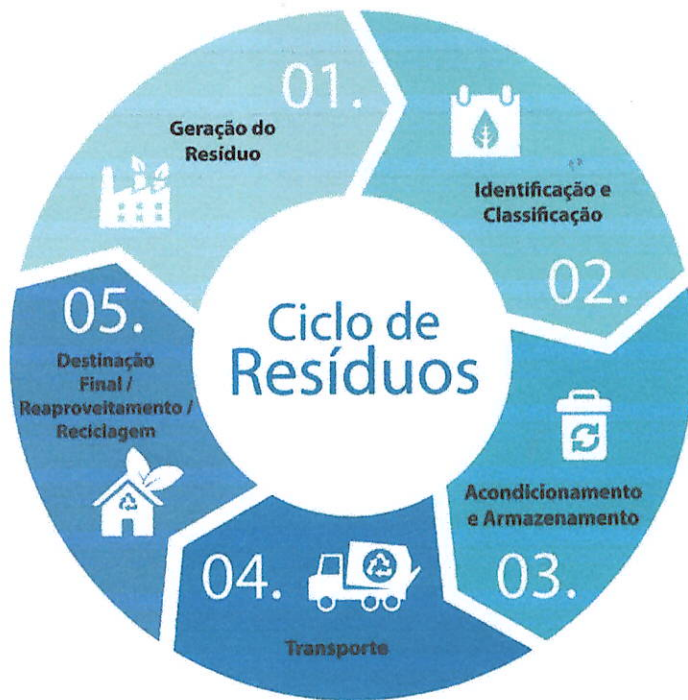 01.
Geração do
Resíduo
Identificação e
Classificação
02.
Acondicionamento
e Armazenamento
03.
04.
Transporte
05.
Destinação
Final /
Reaproveitamento /
Reciclagem
Ciclo de
Resíduos